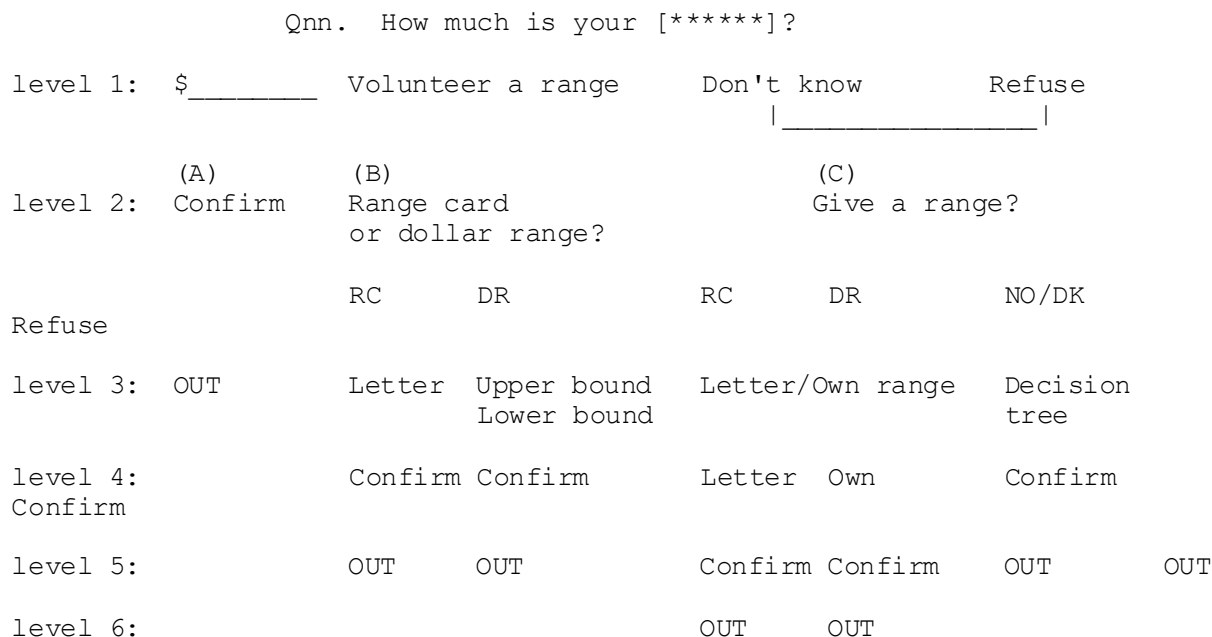 Qnn. How much is your [******]?
level 1: $________ Volunteer a range Don't know Refuse
|________________|
(A) (B) (C)
level 2: Confirm Range card Give a range?
or dollar range?
RC DR RC DR NO/DK
Refuse
level 3: OUT Letter Upper bound Letter/Own range Decision
Lower bound tree
level 4: Confirm Confirm Letter Own Confirm
Confirm
level 5: OUT OUT Confirm Confirm OUT OUT
level 6: OUT OUT